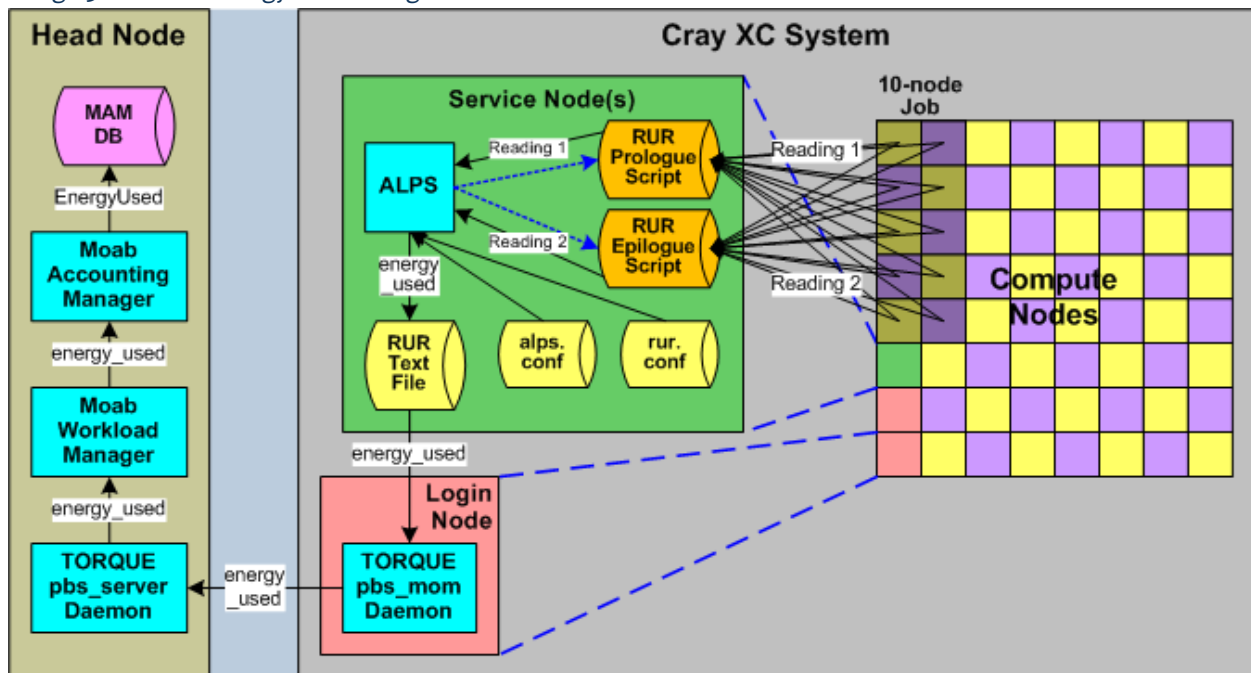 Head Node
MAM
DB
EnergyUsed
Moab
Accounting
Manager
energy_used
Moab
Workload
Manager
energy_used
TORQUE
pbs_server
Daemon
energy
_used
Cray XC System
Service Node(s)
ALPS
Reading 1
Reading 2
RUR
Prologue
Script
RUR
Epilogue
Script
energy
_used
RUR
Text
File
alps.
conf
rur.
conf
energy_used
Login
Node
TORQUE
pbs_mom
Daemon
10-node
Job
Reading 1
Reading 2
Compute
Nodes